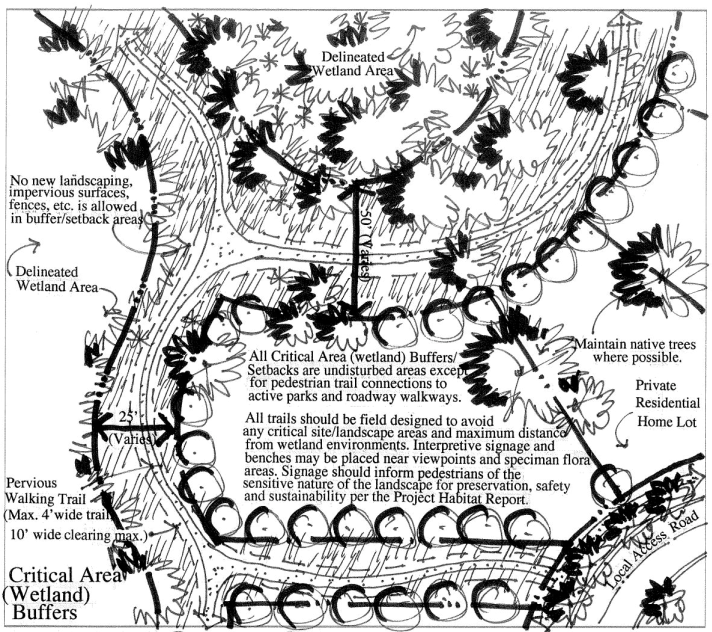 Delineated
Wetland Area
No new landscaping,
impervious surfaces,
fences, etc. is allowed
in buffer/setback areas
Delineated
Wetland Area
50' (Varies)
Maintain native trees
where possible.
Private
Residential
Home Lot
All Critical Area (wetland) Buffers/
Setbacks are undisturbed areas except
for pedestrian trail connections to
active parks and roadway walkways.
All trails should be field designed to avoid
any critical site/landscape areas and maximum distance
from wetland environments. Interpretive signage and
benches may be placed near viewpoints and speciman flora
areas. Signage should inform pedestrians of the
sensitive nature of the landscape for preservation, safety
and sustainability per the Project Habitat Report.
25'
(Varies)
Pervious
Walking Trail
(Max. 4' wide trail,
10' wide clearing max.)
Local Access Road
Critical Area
(Wetland)
Buffers